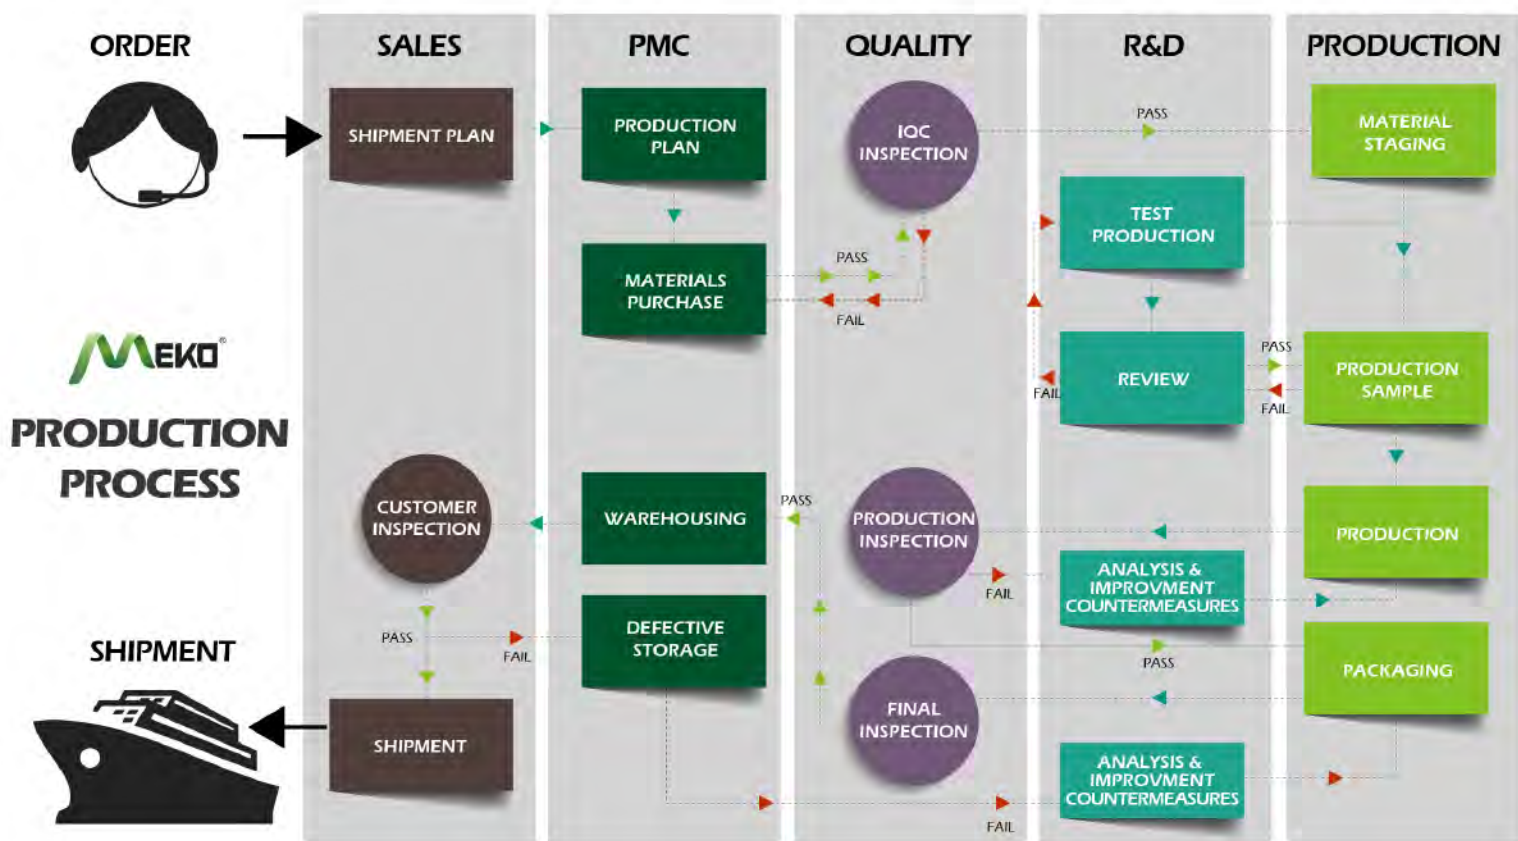 ORDER
SALES
PMC
QUALITY
R&D
PRODUCTION
SHIPMENT PLAN
PRODUCTION
PLAN
IQC
INSPECTION
PASS
MATERIAL
STAGING
TEST
PRODUCTION
MATERIALS
PURCHASE
PASS
FAIL
MEKO®
PRODUCTION
PROCESS
REVIEW
FAIL
PASS
FAIL
PRODUCTION
SAMPLE
CUSTOMER
INSPECTION
WAREHOUSING
PASS
PRODUCTION
INSPECTION
FAIL
ANALYSIS &
IMPROVMENT
COUNTERMEASURES
PRODUCTION
PASS
FAIL
DEFECTIVE
STORAGE
PASS
PACKAGING
SHIPMENT
SHIPMENT
FINAL
INSPECTION
FAIL
ANALYSIS &
IMPROVMENT
COUNTERMEASURES